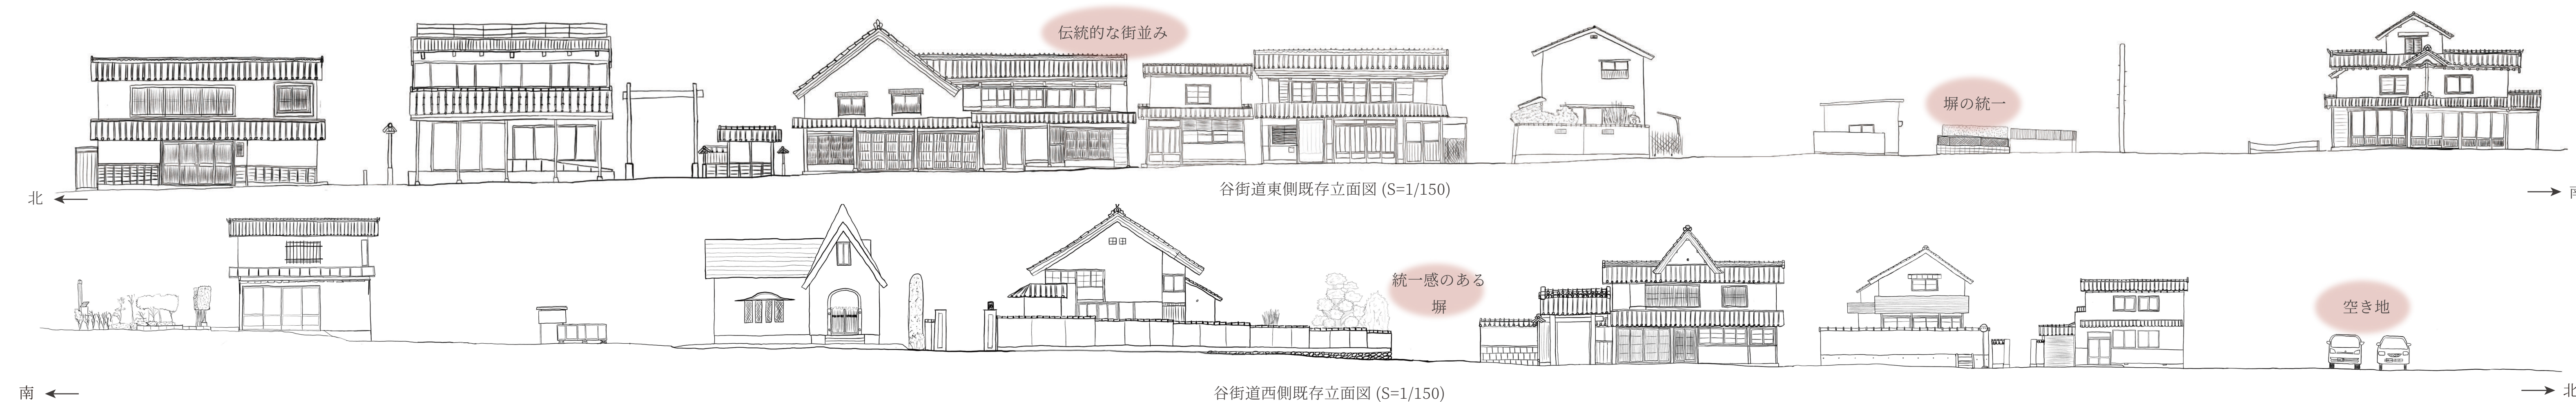 伝統的な街並み
塀の統一
北
谷街道東側既存立面図 (S=1/150)
南
統一感のある
塀
空き地
南
谷街道西側既存立面図 (S=1/150)
北